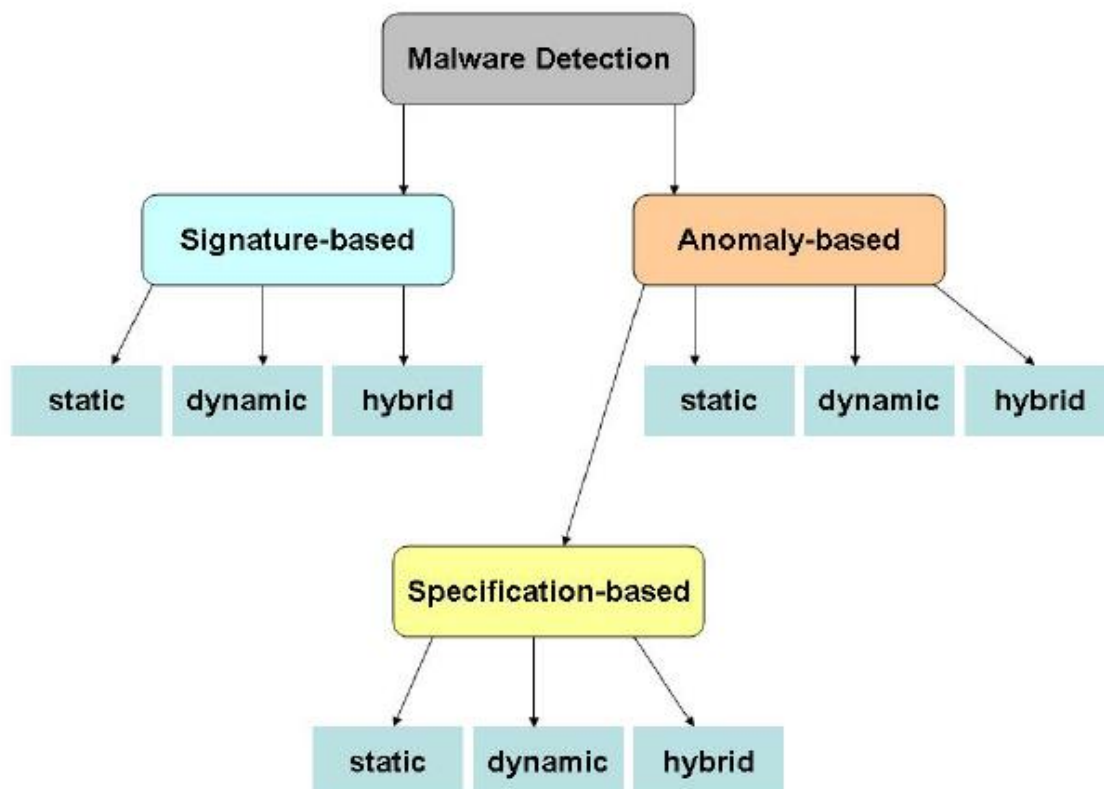 Malware Detection
Signature-based
Anomaly-based
static
dynamic
hybrid
static
dynamic
hybrid
Specification-based
static
dynamic
hybrid